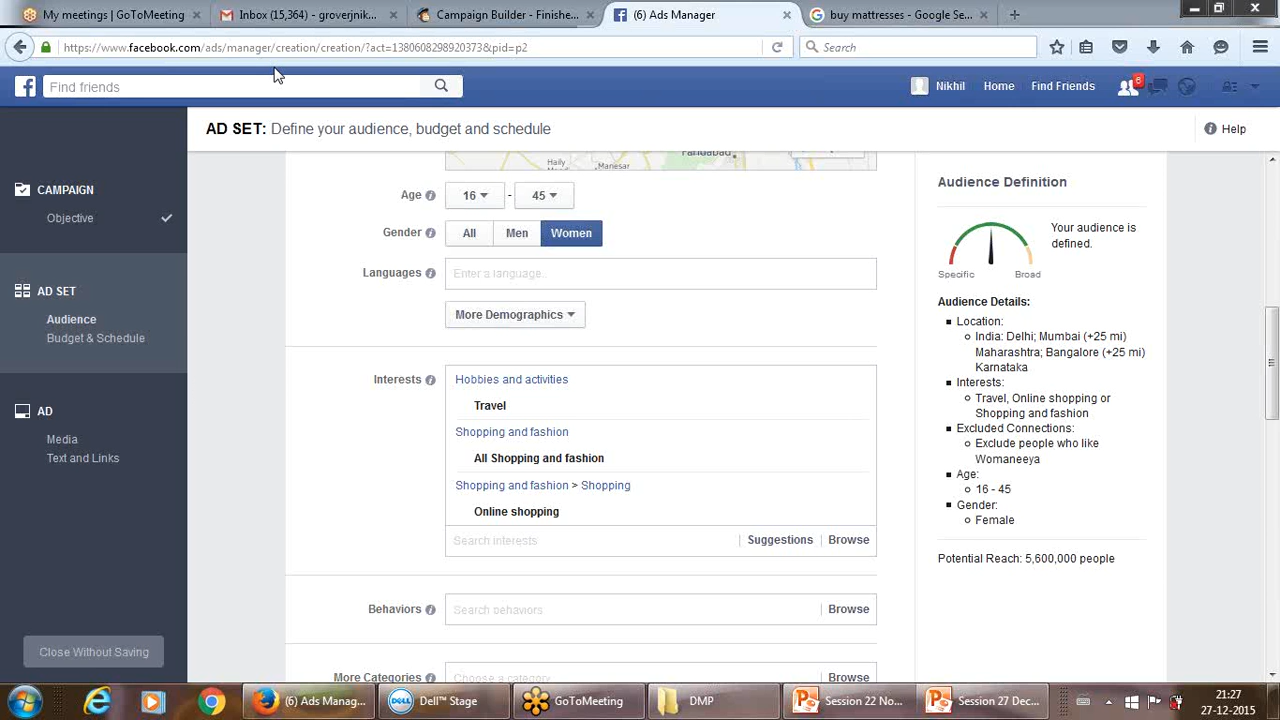 My meetings | GoToMeeting
Inbox (15,364) - groverjnik...
Campaign Builder - Finishe...
(6) Ads Manager
buy mattresses - Google Se...
https://www.facebook.com/ads/manager/creation/creation/?act=138060828920373&pid=p2
Search
Find friends
Nikhil
Home
Find Friends
6
AD SET: Define your audience, budget and schedule
Help
CAMPAIGN
Objective
AD SET
Audience
Budget & Schedule
AD
Media
Text and Links
Close Without Saving
Haily
Manesar
Faridabad
Age
16 - 45
Gender
All
Men
Women
Languages
Enter a language..
More Demographics
Interests
Hobbies and activities
Travel
Shopping and fashion
All Shopping and fashion
Shopping and fashion > Shopping
Online shopping
Search interests
Suggestions
Browse
Behaviors
Search behaviors
Browse
More Categories
Choose a category
Browse
Audience Definition
Your audience is
defined.
Specific
Broad
Audience Details:
Location:
India: Delhi; Mumbai (+25 mi)
Maharashtra; Bangalore (+25 mi)
Karnataka
Interests:
Travel, Online shopping or
Shopping and fashion
Excluded Connections:
Exclude people who like
Womaneeya
Age:
16 - 45
Gender:
Female
Potential Reach: 5,600,000 people
(6) Ads Manag...
Dell™ Stage
GoToMeeting
DMP
Session 22 No...
Session 27 Dec...
21:27
27-12-2015